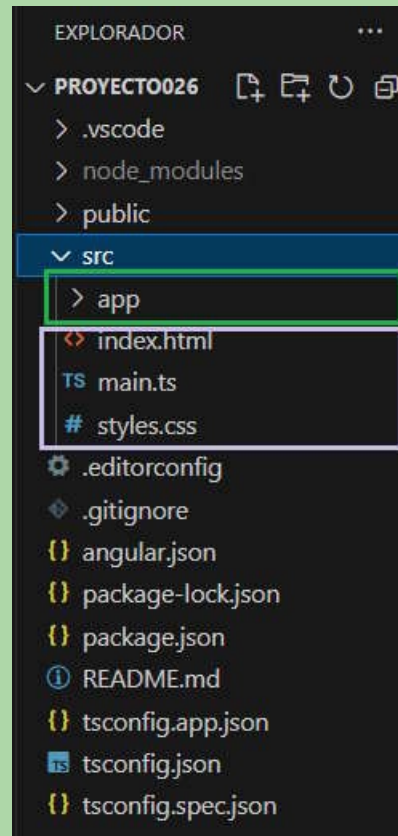 EXPLORADOR ...
PROYECTO026
.vscode
node_modules
public
src
app
index.html
TS main.ts
# styles.css
.editorconfig
.gitignore
{} angular.json
{} package-lock.json
{} package.json
README.md
{} tsconfig.app.json
TS tsconfig.json
{} tsconfig.spec.json